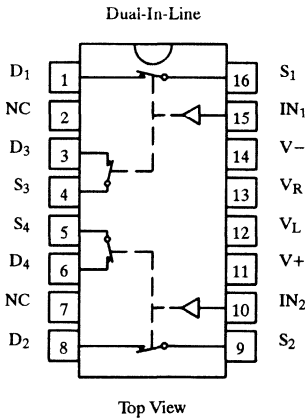 Dual-In-Line
D1 1 16 S1
NC 2 15 IN1
D3 3 14 V−
S3 4 13 VR
S4 5 12 VL
D4 6 11 V+
NC 7 10 IN2
D2 8 9 S2
Top View